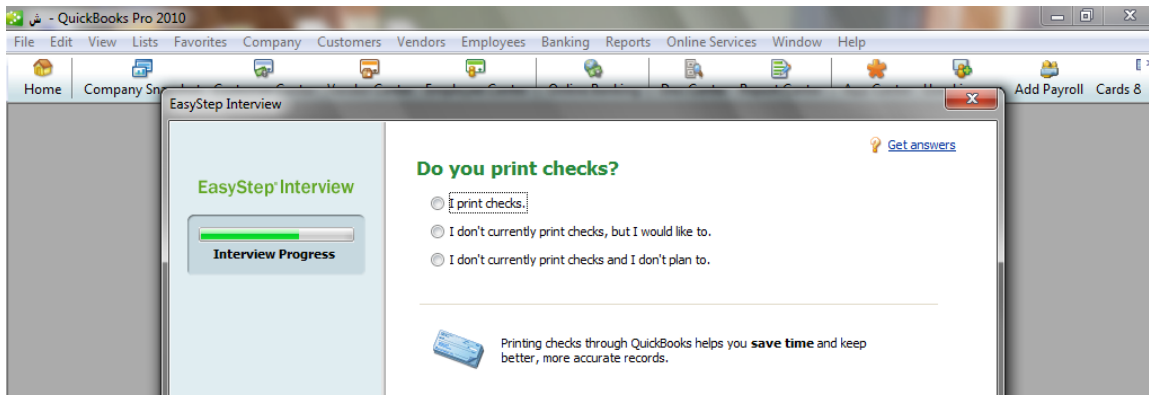 ش - QuickBooks Pro 2010
File Edit View Lists Favorites Company Customers Vendors Employees Banking Reports Online Services Window Help
Home Company Add Payroll Cards &
EasyStep Interview
Get answers
Do you print checks?
EasyStep Interview
I print checks.
I don't currently print checks, but I would like to.
Interview Progress
I don't currently print checks and I don't plan to.
Printing checks through QuickBooks helps you save time and keep
better, more accurate records.